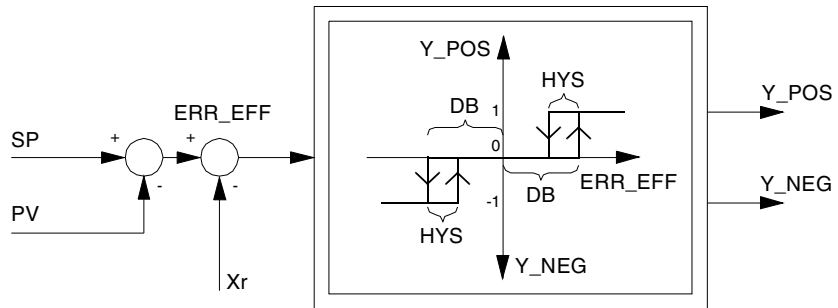 Y_POS
HYS
DB
1
0
ERR_EFF
DB
-1
HYS
Y_NEG
ERR_EFF
SP
+
-
+
-
PV
Xr
Y_POS
Y_NEG